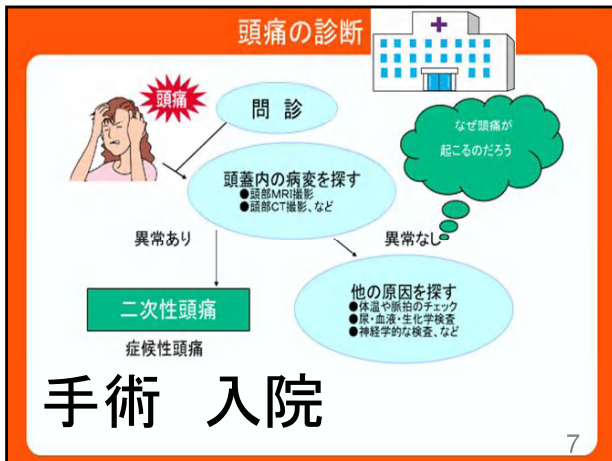 頭痛の診断
頭痛
問診
なぜ頭痛が
起こるのだろう
頭蓋内の病変を探す
●頭部MRI撮影
●頭部CT撮影、など
異常あり
異常なし
他の原因を探す
●体温や脈拍のチェック
●尿・血液・生化学検査
●神経学的な検査、など
二次性頭痛
症候性頭痛
手術　入院
7